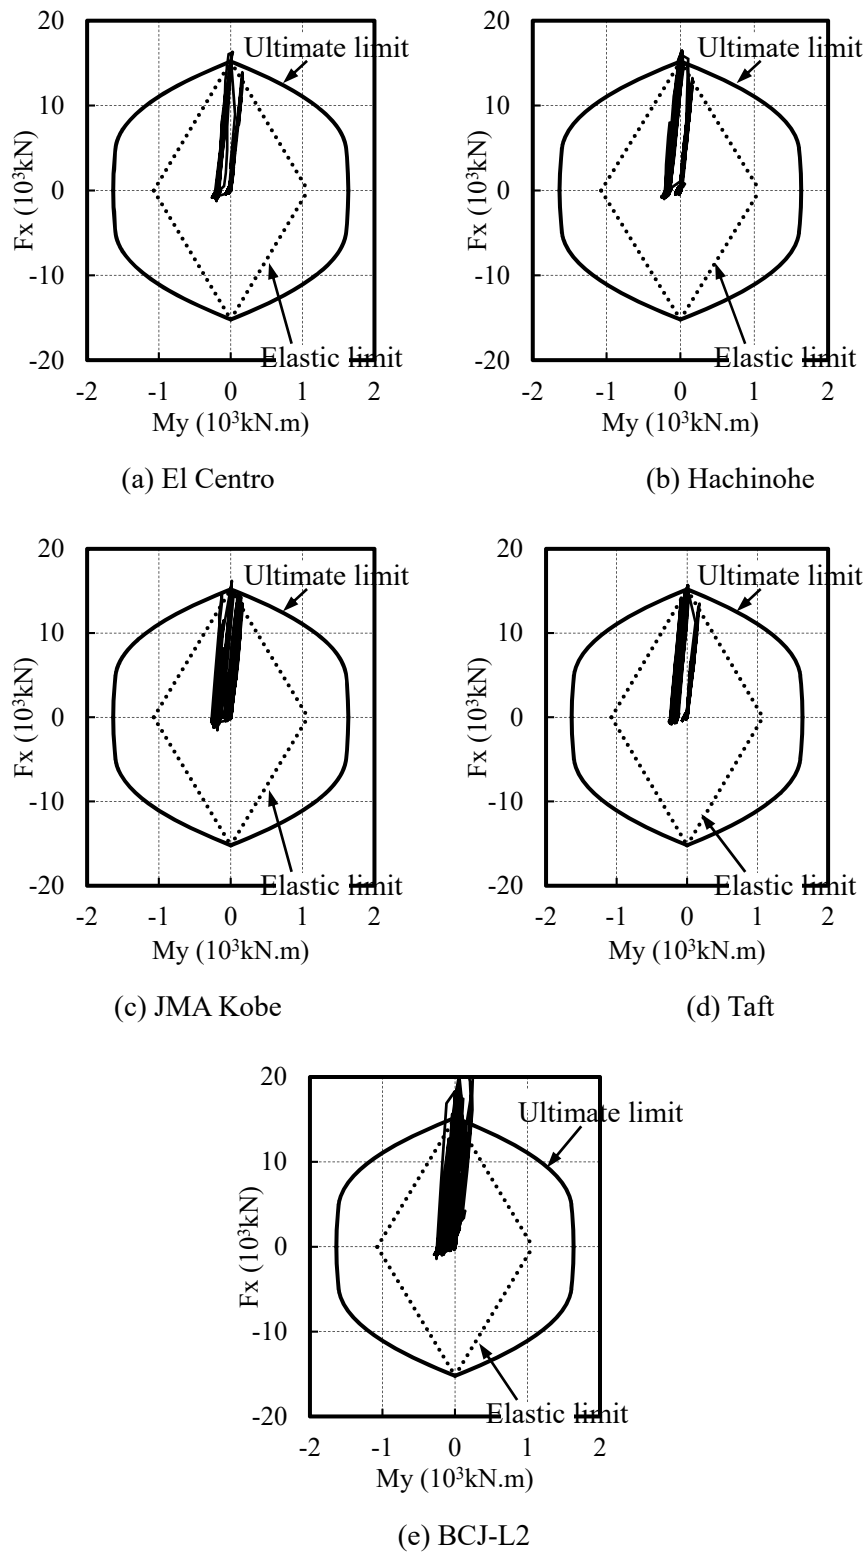 20
10
0
-10
-20
Fx (10³kN)
Ultimate limit
Elastic limit
-2 -1 0 1 2
My (10³kN.m)
(a) El Centro
20
10
0
-10
-20
Fx (10³kN)
Ultimate limit
Elastic limit
-2 -1 0 1 2
My (10³kN.m)
(b) Hachinohe
20
10
0
-10
-20
Fx (10³kN)
Ultimate limit
Elastic limit
-2 -1 0 1 2
My (10³kN.m)
(c) JMA Kobe
20
10
0
-10
-20
Fx (10³kN)
Ultimate limit
Elastic limit
-2 -1 0 1 2
My (10³kN.m)
(d) Taft
20
10
0
-10
-20
Fx (10³kN)
Ultimate limit
Elastic limit
-2 -1 0 1 2
My (10³kN.m)
(e) BCJ-L2